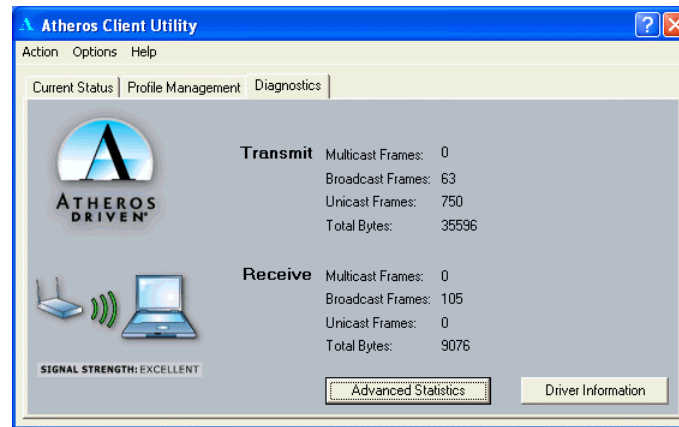 Atheros Client Utility
Action Options Help
Current Status Profile Management Diagnostics
ATHEROS
DRIVEN
Transmit
Multicast Frames: 0
Broadcast Frames: 63
Unicast Frames: 750
Total Bytes: 35596
Receive
Multicast Frames: 0
Broadcast Frames: 105
Unicast Frames: 0
Total Bytes: 9076
SIGNAL STRENGTH: EXCELLENT
Advanced Statistics Driver Information